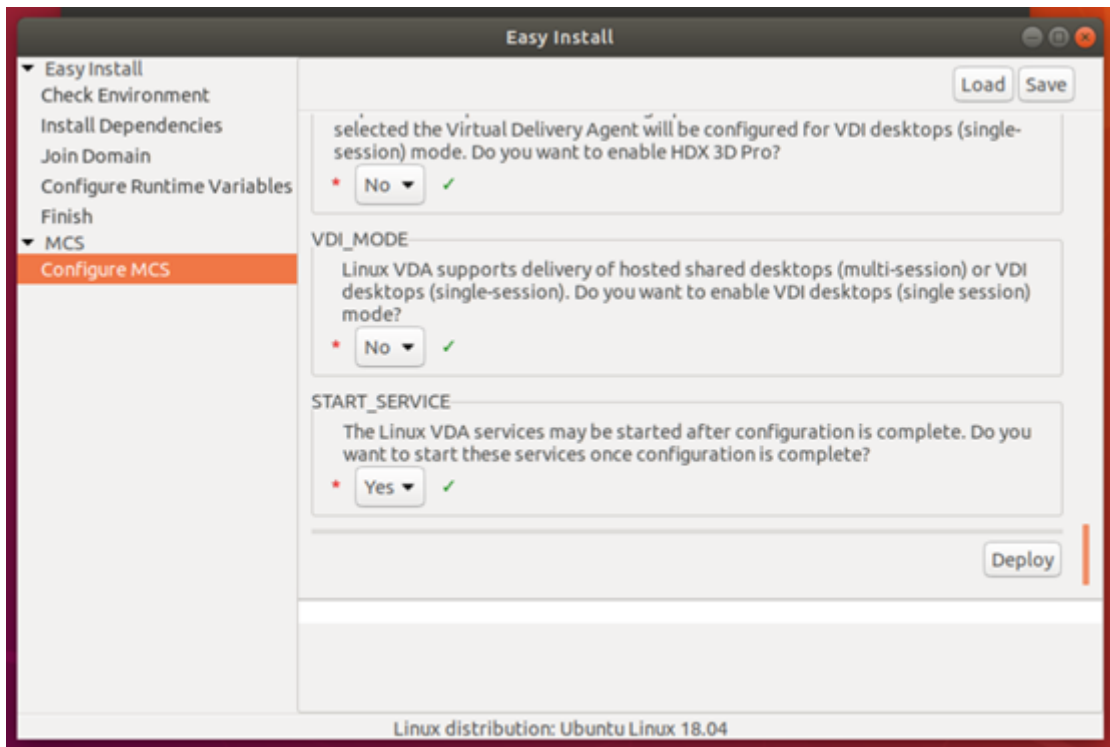 Easy Install
Easy Install
Check Environment
Install Dependencies
Join Domain
Configure Runtime Variables
Finish
MCS
Configure MCS
Load Save
selected the Virtual Delivery Agent will be configured for VDI desktops (single-
session) mode. Do you want to enable HDX 3D Pro?
* No ▼ ✓
VDI_MODE
Linux VDA supports delivery of hosted shared desktops (multi-session) or VDI
desktops (single-session). Do you want to enable VDI desktops (single session)
mode?
* No ▼ ✓
START_SERVICE
The Linux VDA services may be started after configuration is complete. Do you
want to start these services once configuration is complete?
* Yes ▼ ✓
Deploy
Linux distribution: Ubuntu Linux 18.04